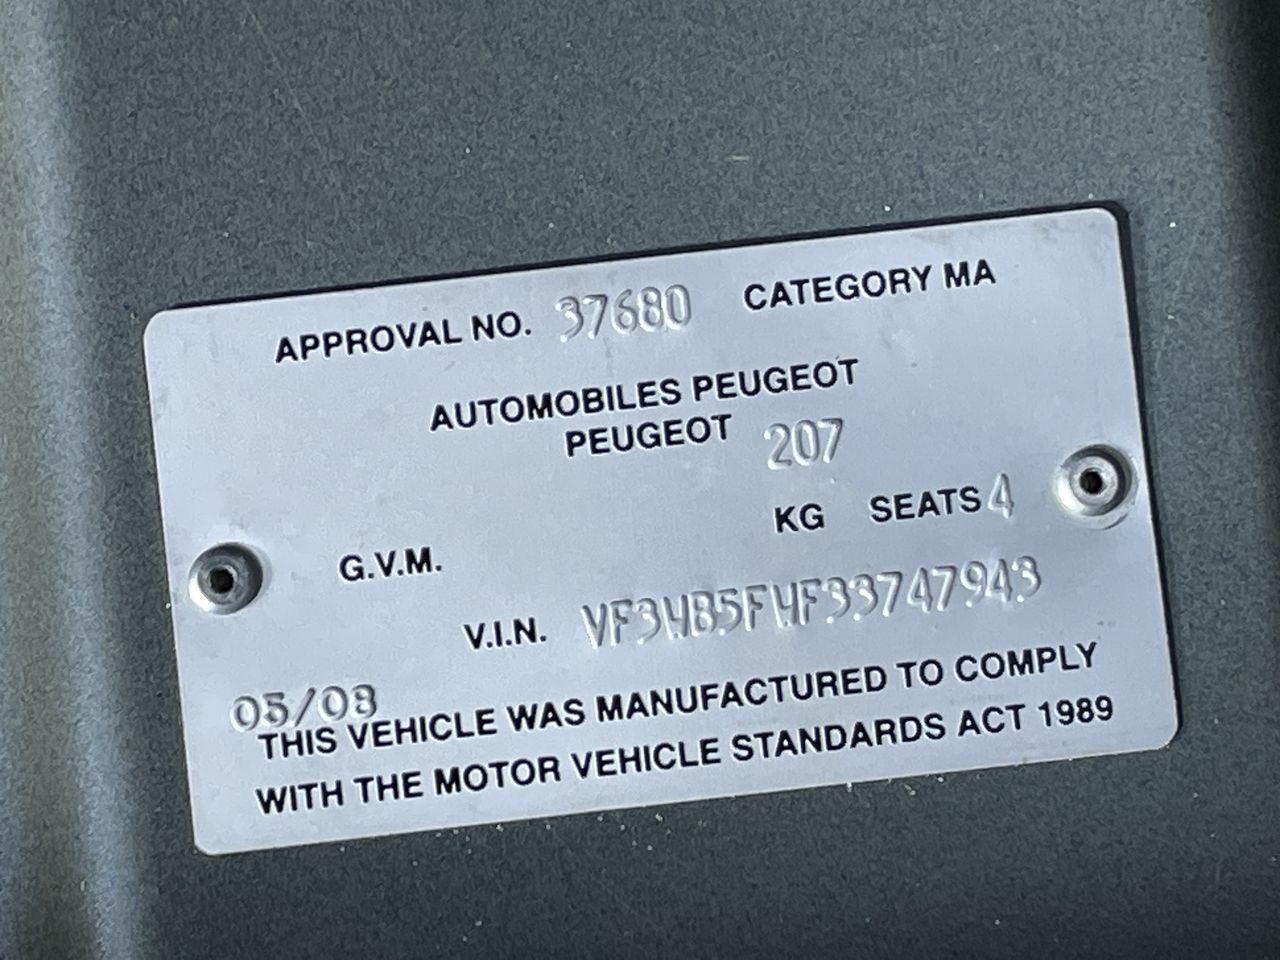 APPROVAL NO. 37680 CATEGORY MA
AUTOMOBILES PEUGEOT
PEUGEOT 207
G.V.M. KG SEATS 4
V.I.N. VF3WB5FWF33747943
05/08
THIS VEHICLE WAS MANUFACTURED TO COMPLY
WITH THE MOTOR VEHICLE STANDARDS ACT 1989